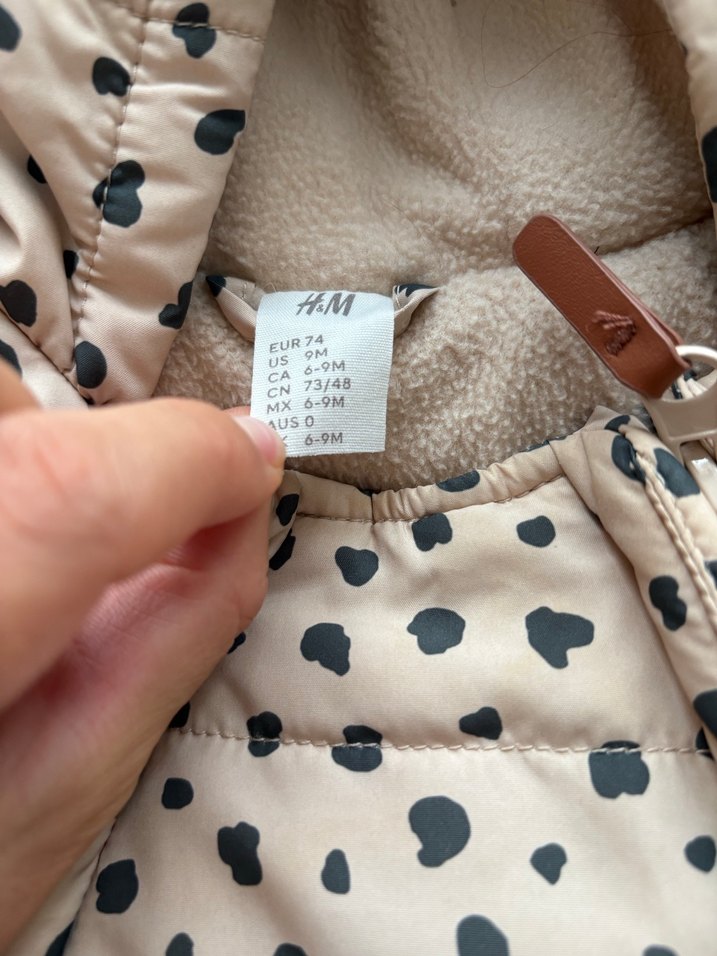 H&M
EUR 74
US 9M
CA 6-9M
CN 73/48
MX 6-9M
AUS 0
6-9M